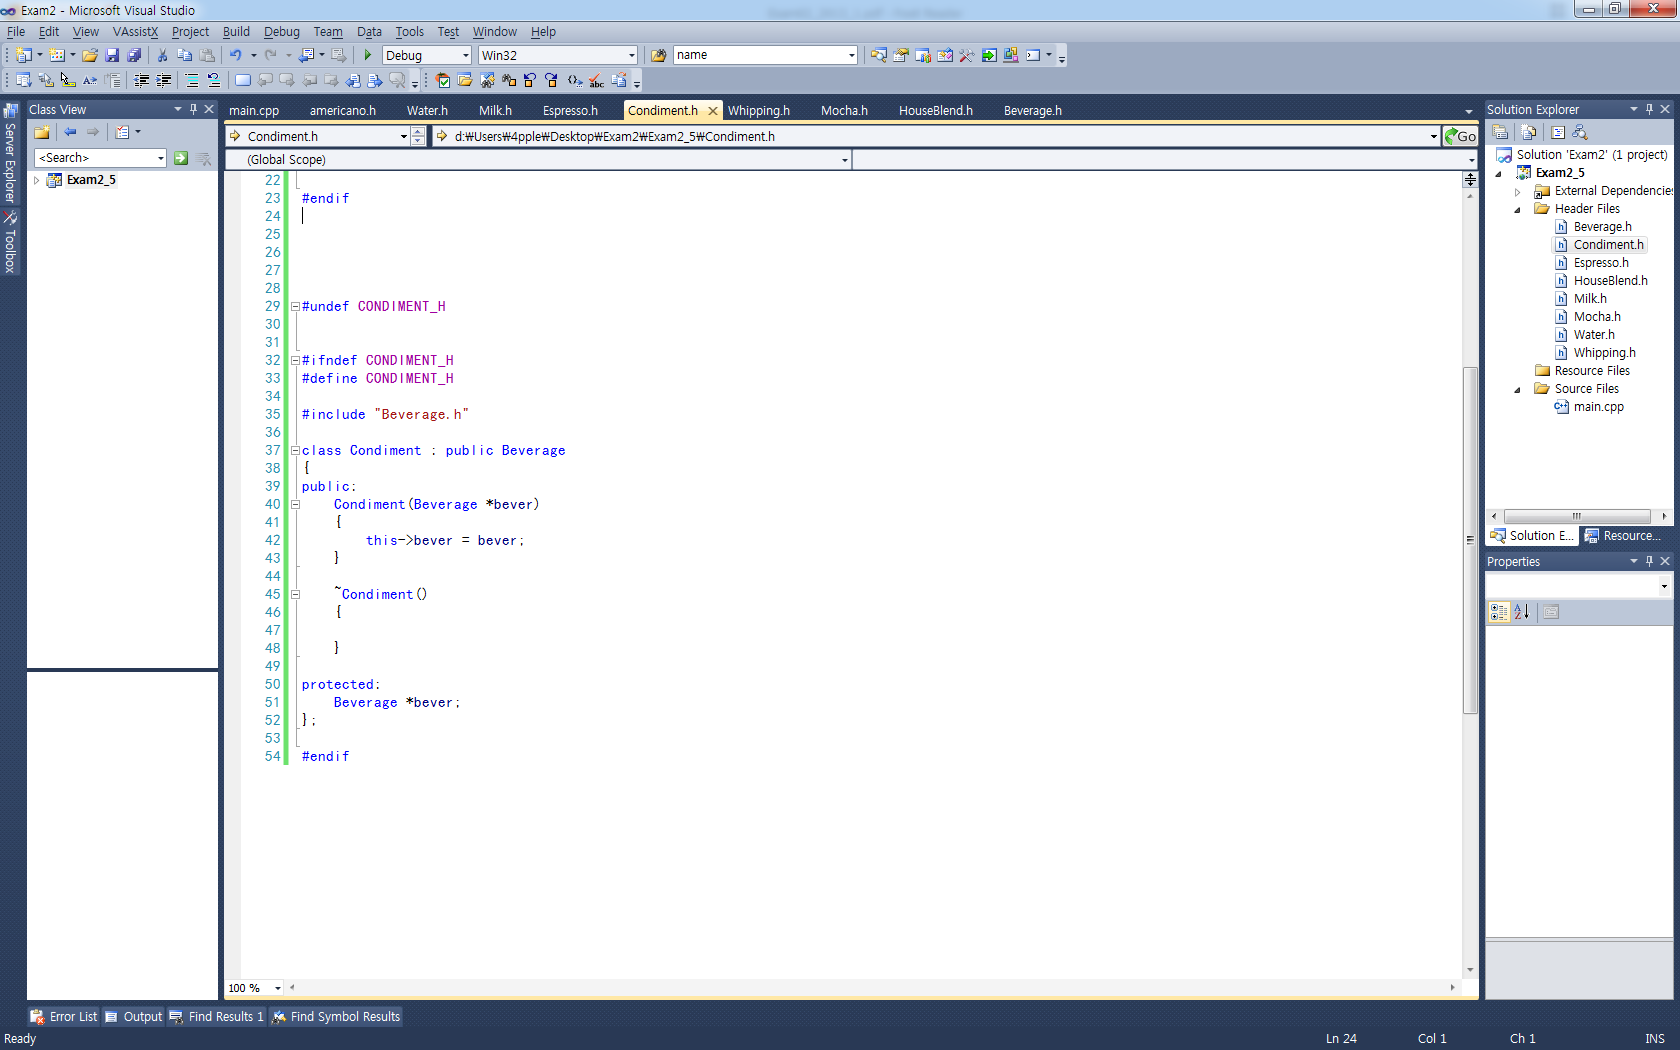 Exam2 - Microsoft Visual Studio
File Edit View VAssistX Project Build Debug Team Data Tools Test Window Help
Debug Win32 name
Class View
main.cpp americano.h Water.h Milk.h Espresso.h Condiment.h Whipping.h Mocha.h HouseBlend.h Beverage.h
Solution Explorer
Server Explorer
Toolbox
Condiment.h d:₩Users₩4pple₩Desktop₩Exam2₩Exam2_5₩Condiment.h Go
<Search>
(Global Scope)
Exam2_5
22
23 #endif
24
25
26
27
28
29 #undef CONDIMENT_H
30
31
32 #ifndef CONDIMENT_H
33 #define CONDIMENT_H
34
35 #include "Beverage.h"
36
37 class Condiment : public Beverage
38 {
39 public:
40 Condiment(Beverage *bever)
41 {
42 this->bever = bever;
43 }
44
45 ~Condiment()
46 {
47
48 }
49
50 protected:
51 Beverage *bever;
52 };
53
54 #endif
Solution 'Exam2' (1 project)
Exam2_5
External Dependencies
Header Files
Beverage.h
Condiment.h
Espresso.h
HouseBlend.h
Milk.h
Mocha.h
Water.h
Whipping.h
Resource Files
Source Files
main.cpp
Solution E... Resource...
Properties
100 %
Error List Output Find Results 1 Find Symbol Results
Ready Ln 24 Col 1 Ch 1 INS